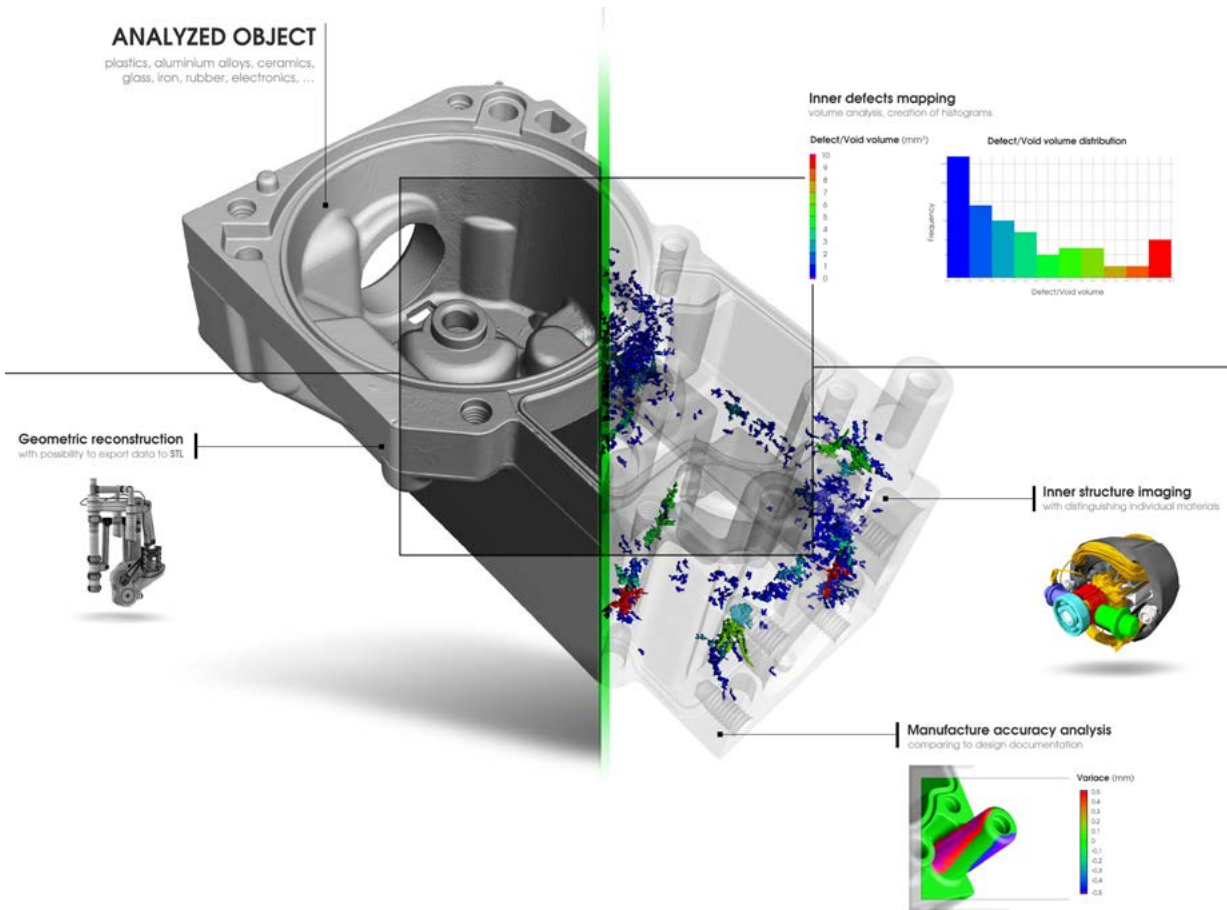 ANALYZED OBJECT
plastics, aluminium alloys, ceramics,
glass, iron, rubber, electronics, ...
Inner defects mapping
volume analysis, creation of histograms
Defect/Void volume (mm³)
10
9
8
7
6
5
4
3
2
1
0
Defect/Void volume distribution
Frequency
Defect/Void volume
Geometric reconstruction
with possibility to export data to STL
Inner structure imaging
with distinguishing individual materials
Manufacture accuracy analysis
comparing to design documentation
Variace (mm)
0.5
0.4
0.3
0.2
0.1
0
-0.1
-0.2
-0.3
-0.4
-0.5